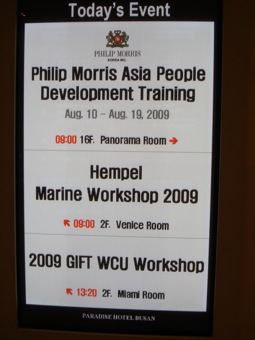 Today's Event
PHILIP MORRIS
KOREA INC.
Philip Morris Asia People
Development Training
Aug. 10 - Aug. 19, 2009
09:00 16F. Panorama Room →
Hempel
Marine Workshop 2009
↖ 09:00 2F. Venice Room
2009 GIFT WCU Workshop
↖ 13:20 2F. Miami Room
PARADISE HOTEL BUSAN